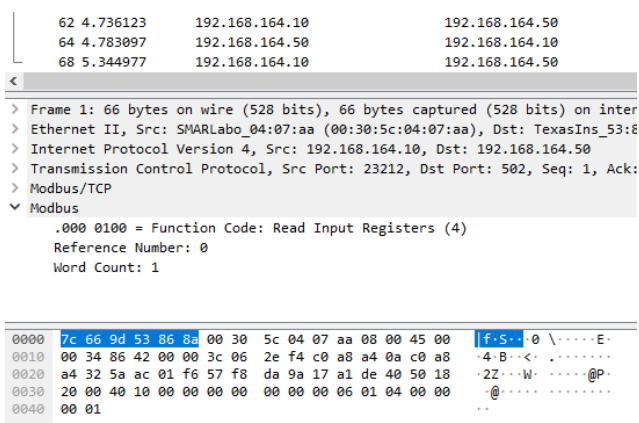 62 4.736123 192.168.164.10 192.168.164.50
64 4.783097 192.168.164.50 192.168.164.10
68 5.344977 192.168.164.10 192.168.164.50
<
> Frame 1: 66 bytes on wire (528 bits), 66 bytes captured (528 bits) on inter
> Ethernet II, Src: SMARLabo_04:07:aa (00:30:5c:04:07:aa), Dst: TexasIns_53:8
> Internet Protocol Version 4, Src: 192.168.164.10, Dst: 192.168.164.50
> Transmission Control Protocol, Src Port: 23212, Dst Port: 502, Seq: 1, Ack:
> Modbus/TCP
Modbus
.000 0100 = Function Code: Read Input Registers (4)
Reference Number: 0
Word Count: 1
0000 7c 66 9d 53 86 8a 00 30 5c 04 07 aa 08 00 45 00 |f·S··· 0 \·····E·
0010 00 34 86 42 00 00 3c 06 2e f4 c0 a8 a4 0a c0 a8 ·4·B··<· .·······
0020 a4 32 5a ac 01 f6 57 f8 da 9a 17 a1 de 40 50 18 ·2Z···W· ·····@P·
0030 20 00 40 10 00 00 00 00 00 00 00 06 01 04 00 00 ·@····· ········
0040 00 01 ··